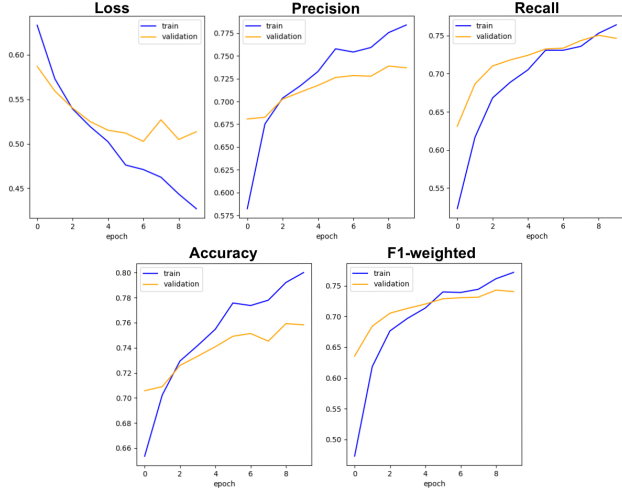 Loss
train
validation
0.60
0.55
0.50
0.45
0 2 4 6 8
epoch
Precision
train
validation
0.775
0.750
0.725
0.700
0.675
0.650
0.625
0.600
0.575
0 2 4 6 8
epoch
Recall
train
validation
0.75
0.70
0.65
0.60
0.55
0 2 4 6 8
epoch
Accuracy
train
validation
0.80
0.78
0.76
0.74
0.72
0.70
0.68
0.66
0 2 4 6 8
epoch
F1-weighted
train
validation
0.75
0.70
0.65
0.60
0.55
0.50
0 2 4 6 8
epoch